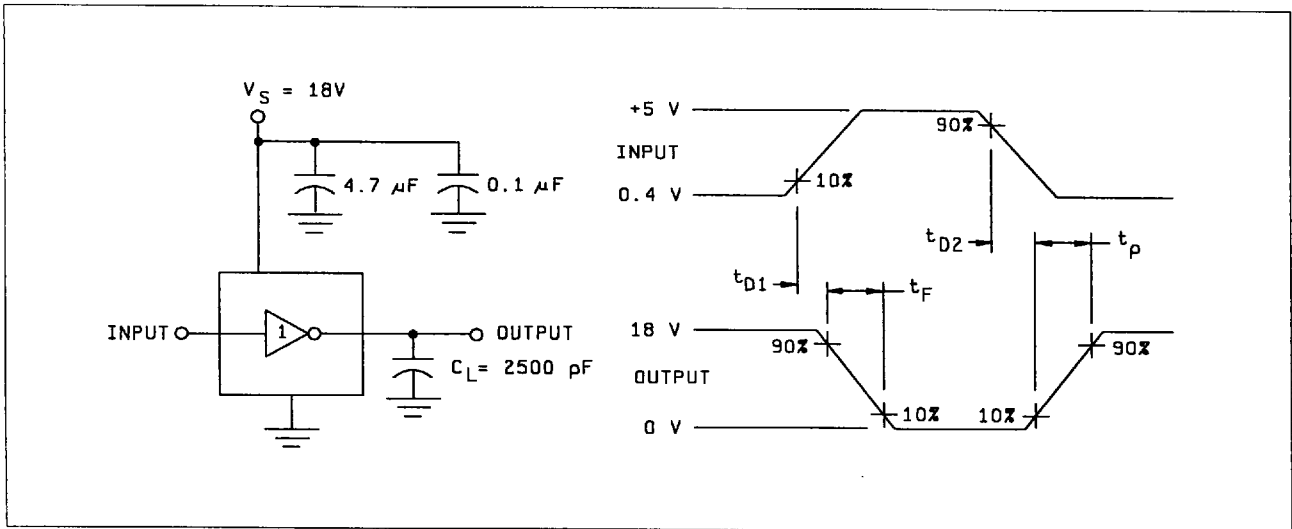 V_S = 18V
4.7 μF
0.1 μF
INPUT
1
OUTPUT
C_L= 2500 pF
+5 V
INPUT
0.4 V
10%
90%
t_D1
t_D2
t_F
t_ρ
18 V
OUTPUT
0 V
90%
10%
10%
90%